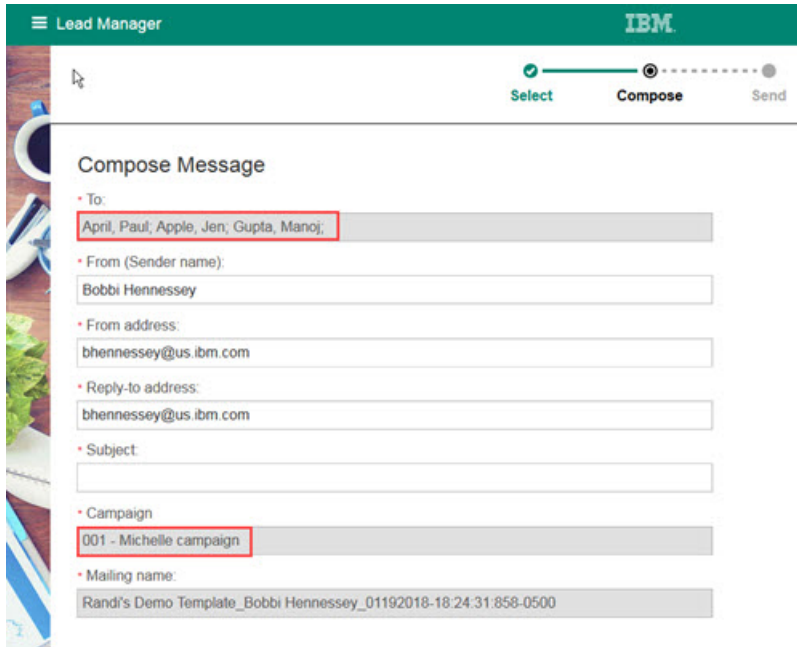 Lead Manager
IBM.
Select Compose Send
Compose Message
* To:
April, Paul; Apple, Jen; Gupta, Manoj;
* From (Sender name):
Bobbi Hennessey
* From address:
bhennessey@us.ibm.com
* Reply-to address:
bhennessey@us.ibm.com
* Subject:
* Campaign
001 - Michelle campaign
* Mailing name:
Randi's Demo Template_Bobbi Hennessey_01192018-18:24:31:858-0500